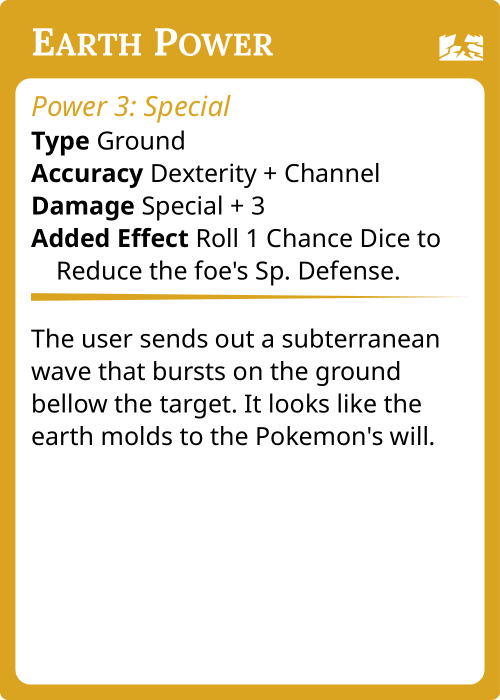 Earth Power
Power 3: Special
Type Ground
Accuracy Dexterity + Channel
Damage Special + 3
Added Effect Roll 1 Chance Dice to
Reduce the foe's Sp. Defense.
The user sends out a subterranean
wave that bursts on the ground
bellow the target. It looks like the
earth molds to the Pokemon's will.